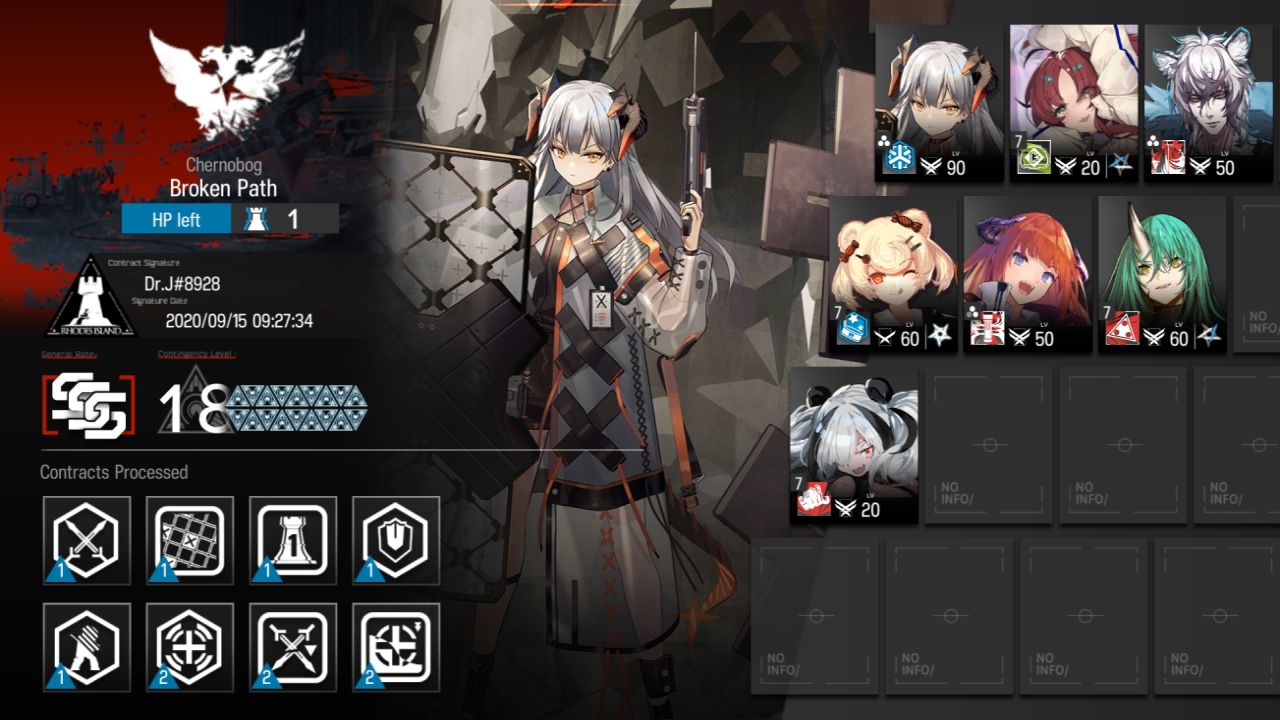 Chernobog
Broken Path
HP left 1
Contract Signature
Dr.J#8928
Signature Date
2020/09/15 09:27:34
RHODES ISLAND
General Rate:
Contingency Level:
18
Contracts Processed
1
1
1
1
1
1
2
2
2
LV
90
7
LV
20
LV
50
7
LV
60
LV
50
7
LV
60
NO
INFO/
7
LV
20
NO
INFO/
NO
INFO/
NO
INFO/
NO
INFO/
NO
INFO/
NO
INFO/
NO
INFO/